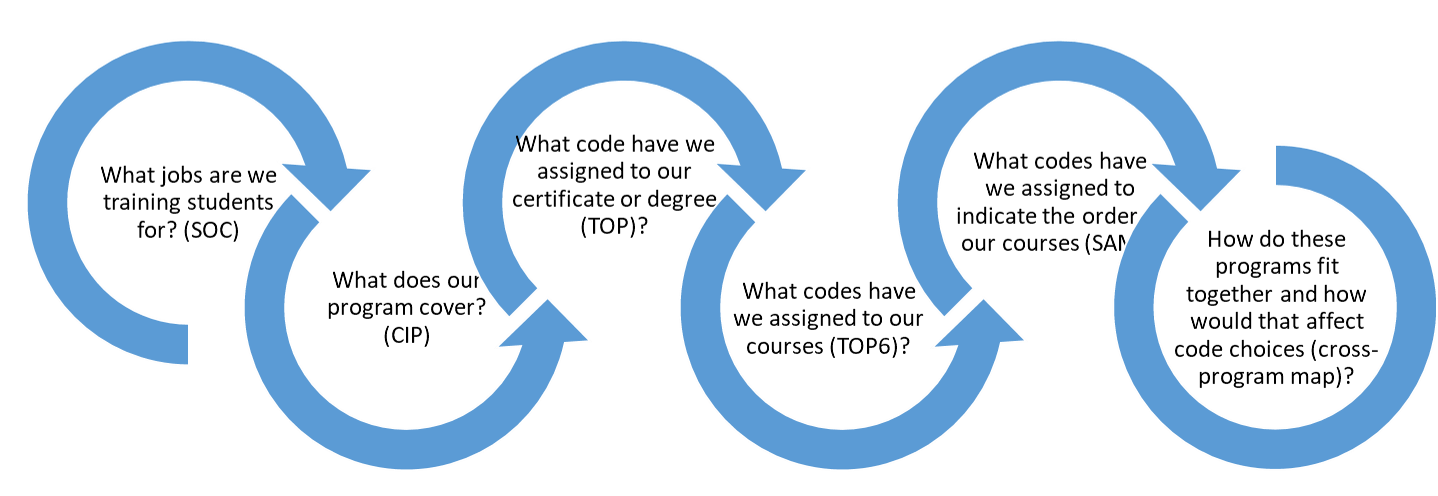 What jobs are we
training students
for? (SOC)
What does our
program cover?
(CIP)
What code have we
assigned to our
certificate or degree
(TOP)?
What codes have
we assigned to our
courses (TOP6)?
What codes have
we assigned to
indicate the order
our courses
How do these
programs fit
together and how
would that affect
code choices (cross-
program map)?